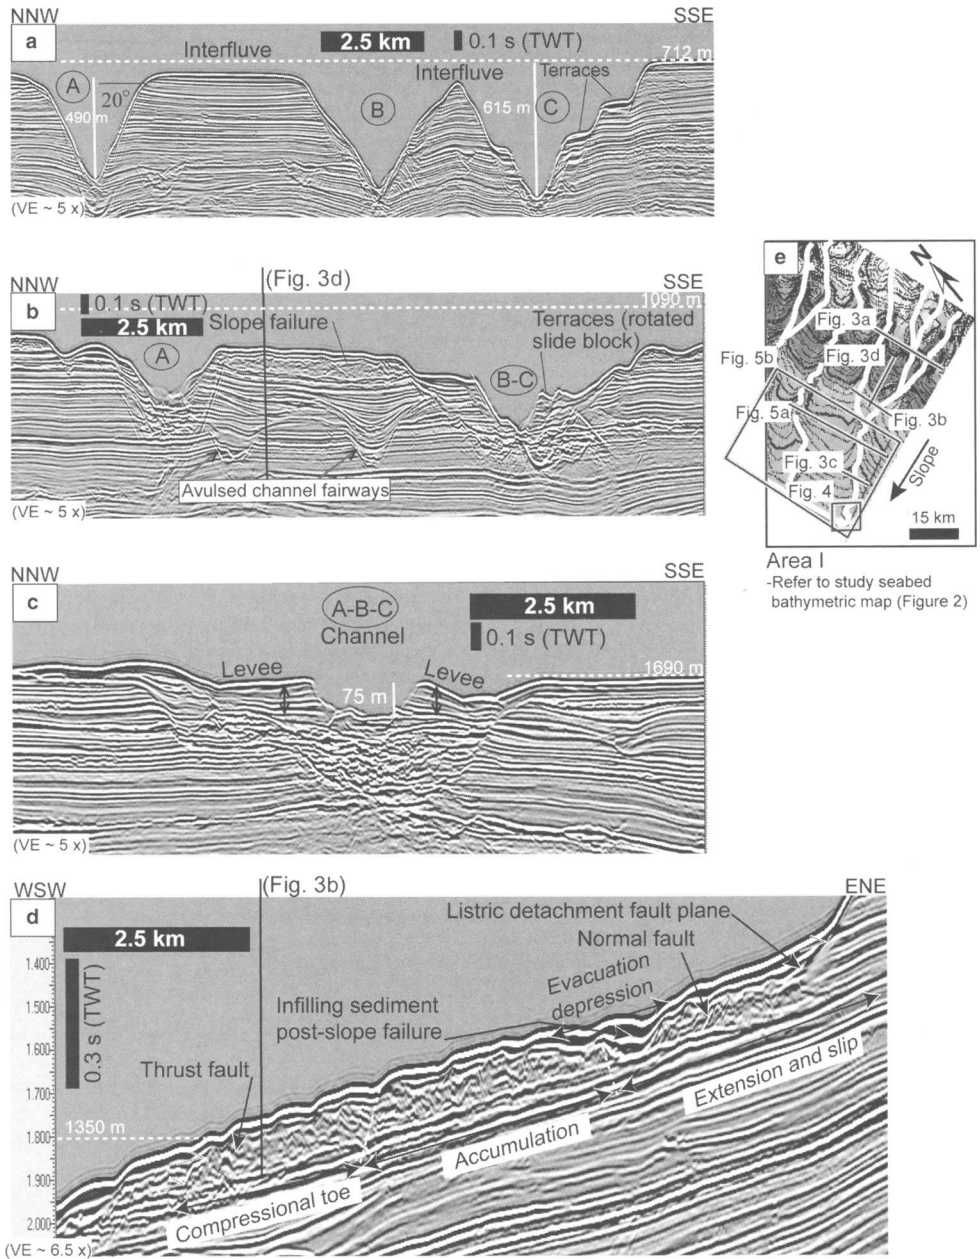 NNW
SSE
a
2.5 km
0.1 s (TWT)
712 m
Interfluve
Interfluve
Terraces
A
20°
490 m
B
615 m
C
(VE ~ 5 x)
NNW
(Fig. 3d)
SSE
b
0.1 s (TWT)
2.5 km
1090 m
Slope failure
Terraces (rotated
slide block)
A
B-C
Avulsed channel fairways
(VE ~ 5 x)
e
N
Fig. 3a
Fig. 5b
Fig. 3d
Fig. 5a
Fig. 3b
Fig. 3c
Fig. 4
Slope
15 km
Area I
-Refer to study seabed
bathymetric map (Figure 2)
NNW
SSE
c
A-B-C
Channel
2.5 km
0.1 s (TWT)
Levee
Levee
75 m
1690 m
(VE ~ 5 x)
WSW
(Fig. 3b)
ENE
d
2.5 km
0.3 s (TWT)
Listric detachment fault plane
Normal fault
Evacuation
depression
Infilling sediment
post-slope failure
Thrust fault
1350 m
Extension and slip
Accumulation
Compressional toe
1.400
1.500
1.600
1.700
1.800
1.900
2.000
(VE ~ 6.5 x)